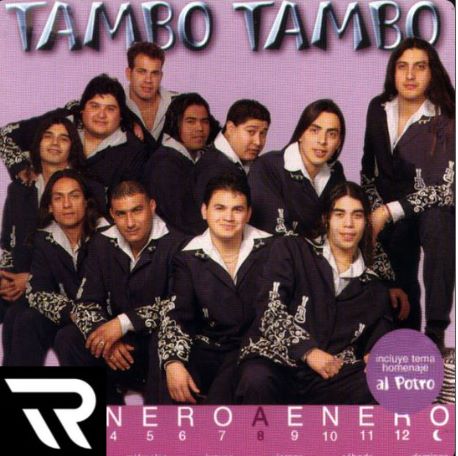 TAMBO TAMBO
incluye tema
homenaje
al Potro
NERO A ENERO
4 5 6 7 8 9 10 11 12